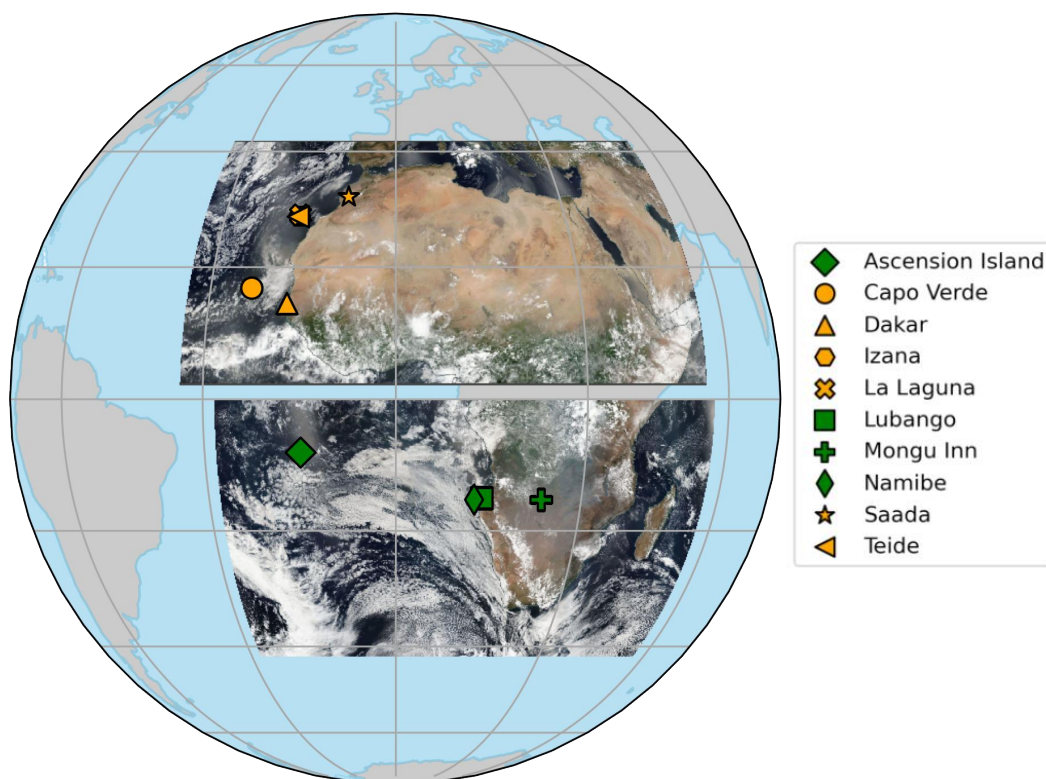 Ascension Island
Capo Verde
Dakar
Izana
La Laguna
Lubango
Mongu Inn
Namibe
Saada
Teide